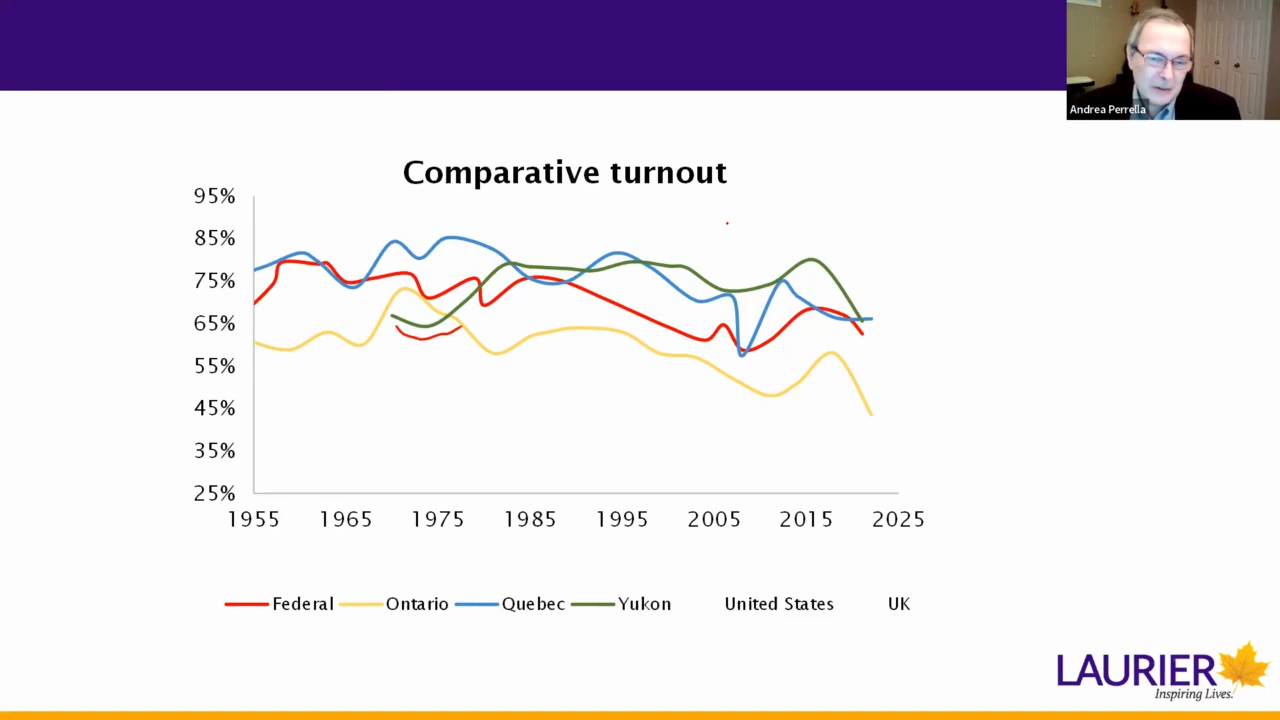 Andrea Perrella
Comparative turnout
95%
85%
75%
65%
55%
45%
35%
25%
1955 1965 1975 1985 1995 2005 2015 2025
Federal Ontario Quebec Yukon United States UK
LAURIER
Inspiring Lives.